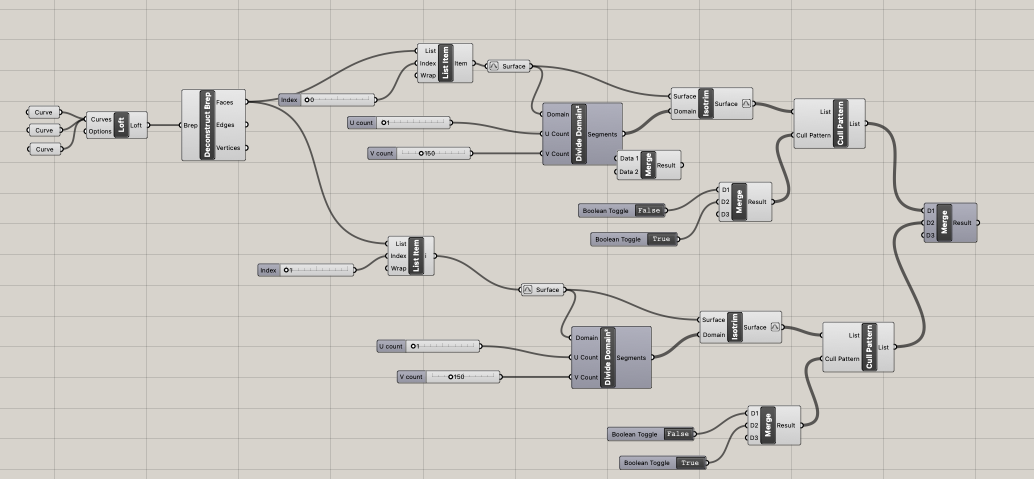 Curve
Curve
Curve
Curves
Options
Loft
Loft
Brep
Deconstruct Brep
Faces
Edges
Vertices
Index 0
List
Index
Wrap
List Item
Item
Surface
U count 1
V count 150
Domain
U Count
V Count
Divide Domain²
Segments
Data 1
Data 2
Merge
Result
Surface
Domain
Isotrim
Surface
Boolean Toggle False
Boolean Toggle True
D1
D2
D3
Merge
Result
List
Cull Pattern
Cull Pattern
List
D1
D2
D3
Merge
Result
Index 1
List
Index
Wrap
List Item
i
Surface
U count 1
V count 150
Domain
U Count
V Count
Divide Domain²
Segments
Surface
Domain
Isotrim
Surface
Boolean Toggle False
Boolean Toggle True
D1
D2
D3
Merge
Result
List
Cull Pattern
Cull Pattern
List